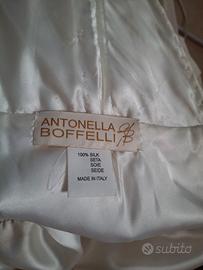 ANTONELLA
BOFFELLI
100% SILK
SETA
SOIE
SEIDE
MADE IN ITALY
subito